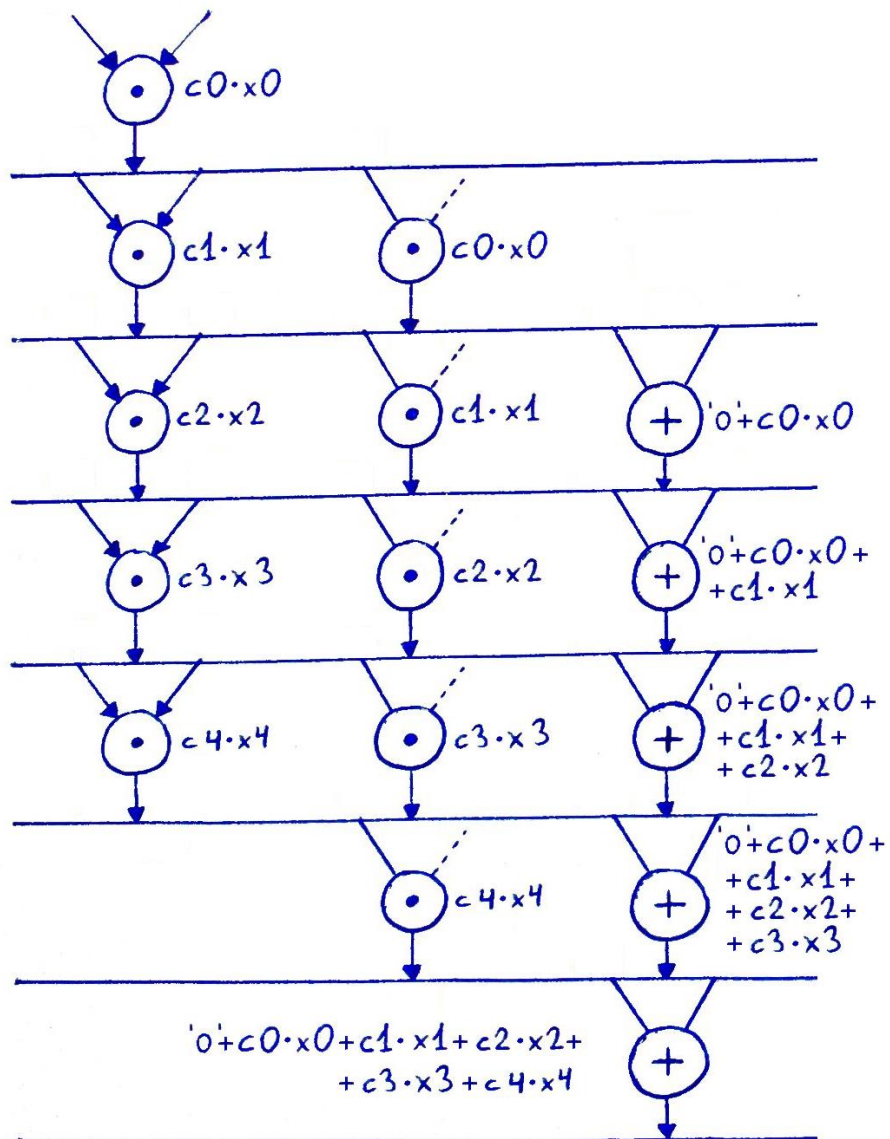 c0·x0
c1·x1
c0·x0
c2·x2
c1·x1
'0'+c0·x0
c3·x3
c2·x2
'0'+c0·x0+
+c1·x1
c4·x4
c3·x3
'0'+c0·x0+
+c1·x1+
+c2·x2
c4·x4
'0'+c0·x0+
+c1·x1+
+c2·x2+
+c3·x3
'0'+c0·x0+c1·x1+c2·x2+
+c3·x3+c4·x4